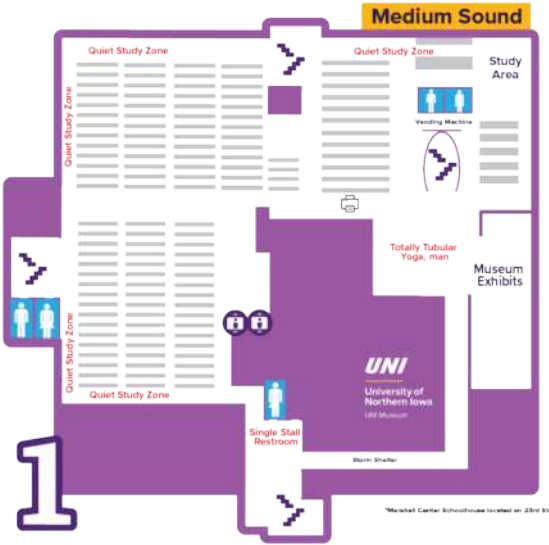 Medium Sound
Quiet Study Zone
Quiet Study Zone
Study
Area
Quiet Study Zone
Vending Machine
Totally Tubular
Yoga, man
Museum
Exhibits
Quiet Study Zone
Quiet Study Zone
UNI
University of
Northern Iowa
UNI Museum
Single Stall
Restroom
Storm Shelter
1
*Marshall Center Schoolhouse located on 23rd St